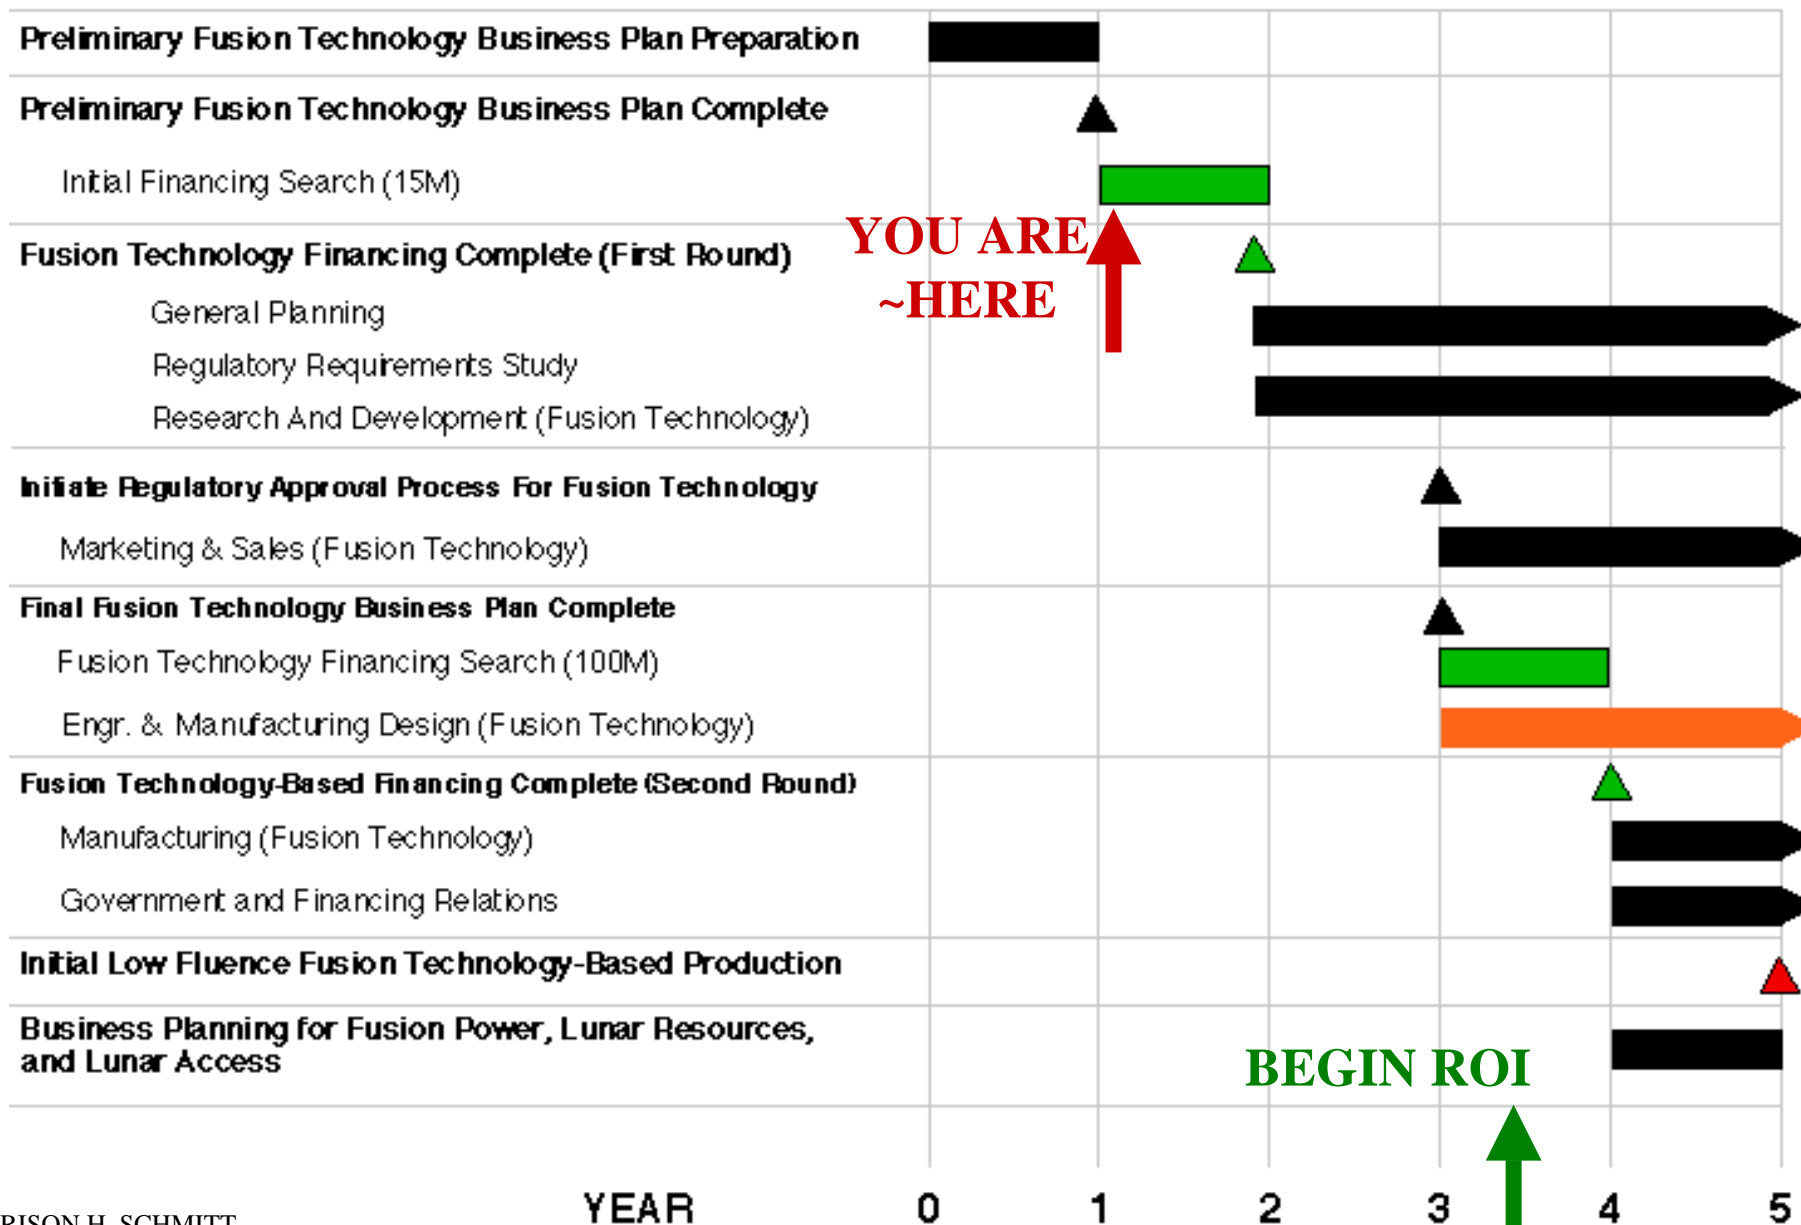 Preliminary Fusion Technology Business Plan Preparation
Preliminary Fusion Technology Business Plan Complete
Initial Financing Search (15M)
YOU ARE
~HERE
Fusion Technology Financing Complete (First Round)
General Planning
Regulatory Requirements Study
Research And Development (Fusion Technology)
Initiate Regulatory Approval Process For Fusion Technology
Marketing & Sales (Fusion Technology)
Final Fusion Technology Business Plan Complete
Fusion Technology Financing Search (100M)
Engr. & Manufacturing Design (Fusion Technology)
Fusion Technology-Based Financing Complete (Second Round)
Manufacturing (Fusion Technology)
Government and Financing Relations
Initial Low Fluence Fusion Technology-Based Production
Business Planning for Fusion Power, Lunar Resources,
and Lunar Access
BEGIN ROI
YEAR 0 1 2 3 4 5
RISON H. SCHMITT